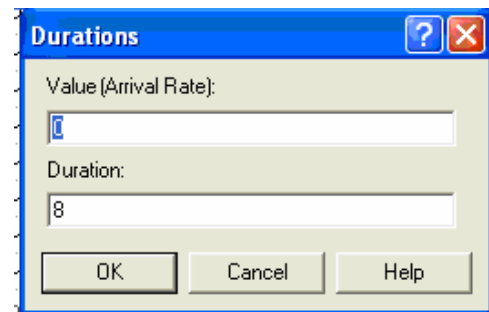 Durations
Value (Arrival Rate):
0
Duration:
8
OK Cancel Help